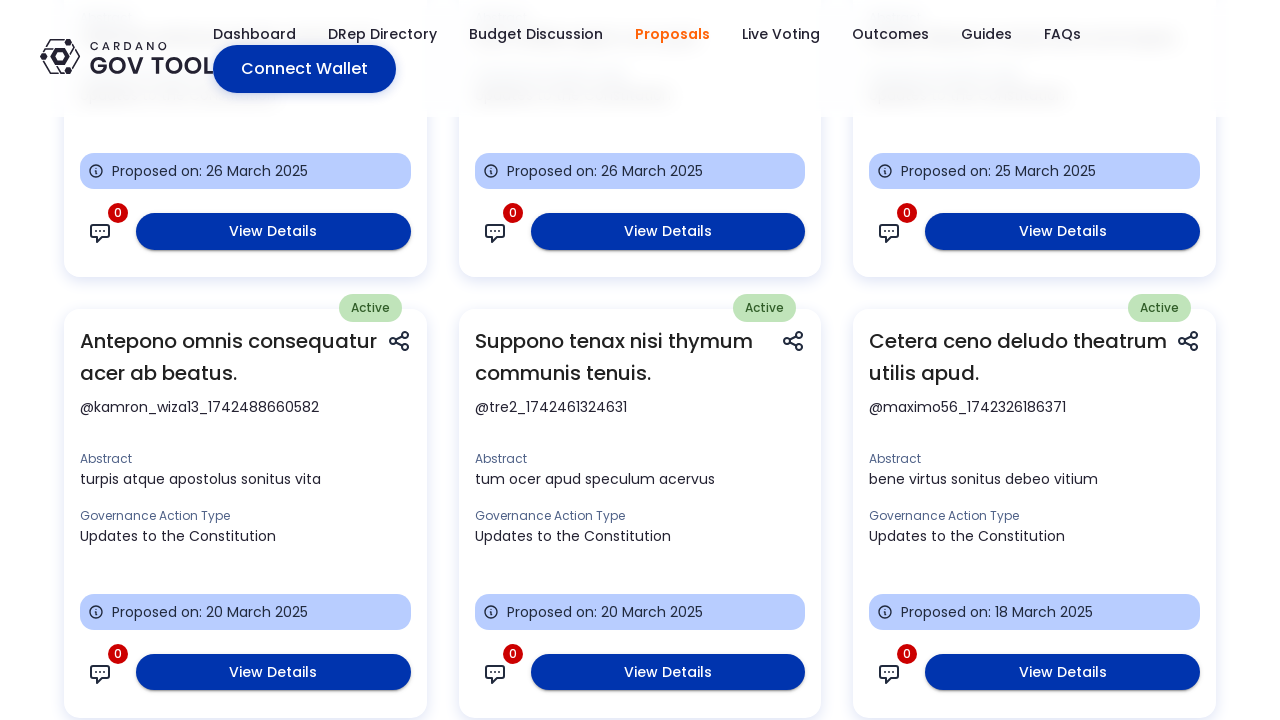 CARDANO
GOV TOOL
Dashboard
DRep Directory
Budget Discussion
Proposals
Live Voting
Outcomes
Guides
FAQs
Connect Wallet
Proposed on: 26 March 2025
Proposed on: 26 March 2025
Proposed on: 25 March 2025
0
View Details
0
View Details
0
View Details
Active
Antepono omnis consequatur
acer ab beatus.
@kamron_wiza13_1742488660582
Abstract
turpis atque apostolus sonitus vita
Governance Action Type
Updates to the Constitution
Proposed on: 20 March 2025
0
View Details
Active
Suppono tenax nisi thymum
communis tenuis.
@tre2_1742461324631
Abstract
tum ocer apud speculum acervus
Governance Action Type
Updates to the Constitution
Proposed on: 20 March 2025
0
View Details
Active
Cetera ceno deludo theatrum
utilis apud.
@maximo56_1742326186371
Abstract
bene virtus sonitus debeo vitium
Governance Action Type
Updates to the Constitution
Proposed on: 18 March 2025
0
View Details